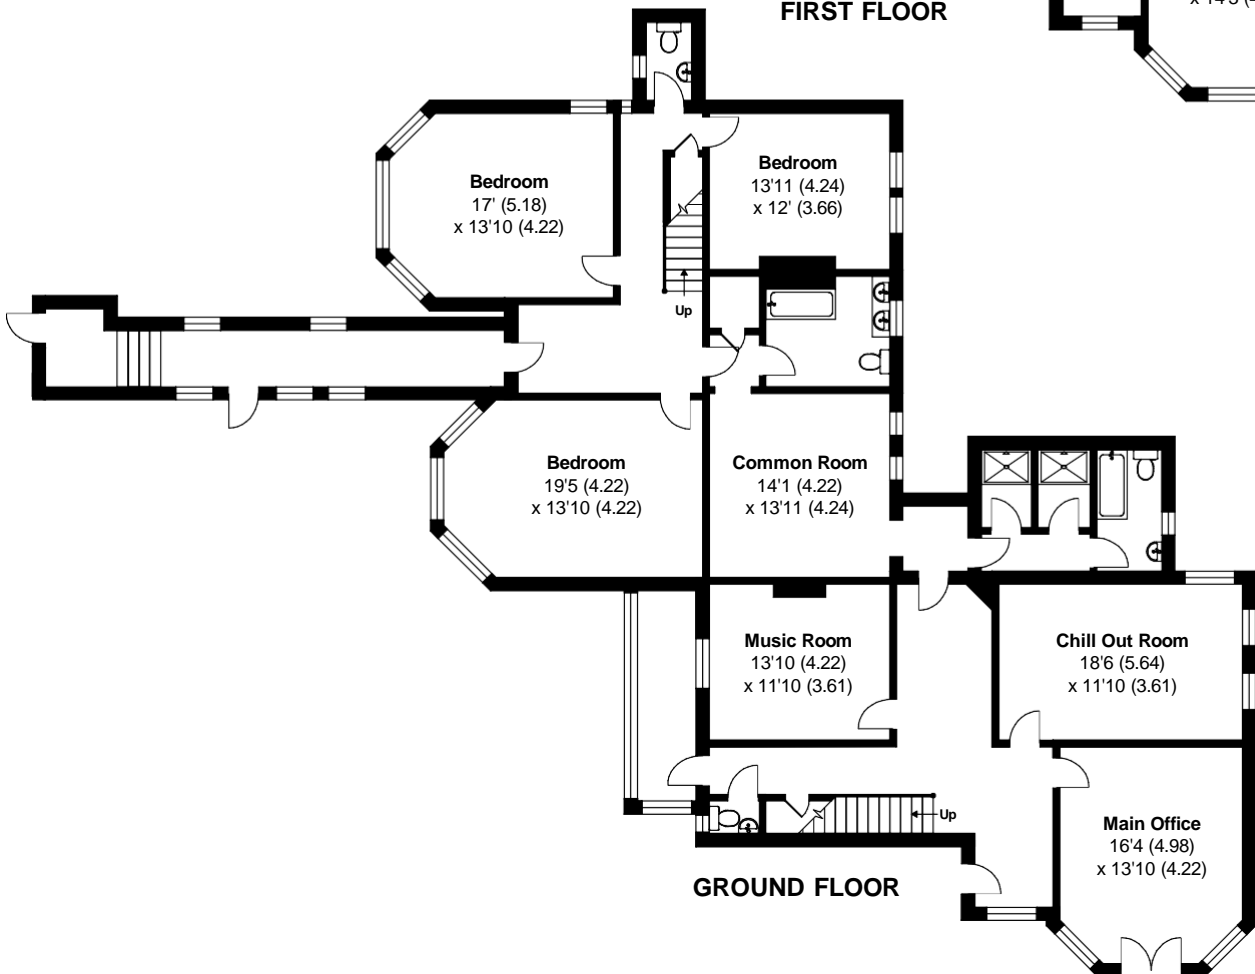 FIRST FLOOR
Bedroom
17' (5.18)
x 13'10 (4.22)
Bedroom
13'11 (4.24)
x 12' (3.66)
Up
Bedroom
19'5 (4.22)
x 13'10 (4.22)
Common Room
14'1 (4.22)
x 13'11 (4.24)
Music Room
13'10 (4.22)
x 11'10 (3.61)
Chill Out Room
18'6 (5.64)
x 11'10 (3.61)
Up
Main Office
16'4 (4.98)
x 13'10 (4.22)
GROUND FLOOR